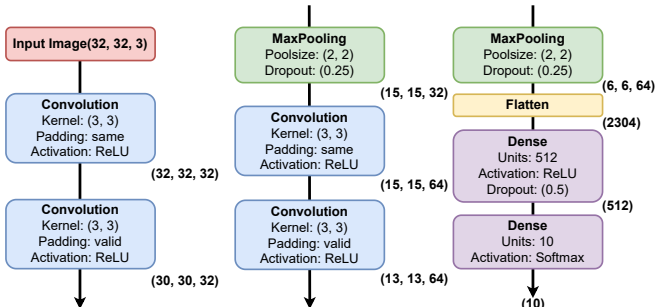 Input Image(32, 32, 3)
Convolution
Kernel: (3, 3)
Padding: same
Activation: ReLU
(32, 32, 32)
Convolution
Kernel: (3, 3)
Padding: valid
Activation: ReLU
(30, 30, 32)
MaxPooling
Poolsize: (2, 2)
Dropout: (0.25)
(15, 15, 32)
Convolution
Kernel: (3, 3)
Padding: same
Activation: ReLU
(15, 15, 64)
Convolution
Kernel: (3, 3)
Padding: valid
Activation: ReLU
(13, 13, 64)
MaxPooling
Poolsize: (2, 2)
Dropout: (0.25)
(6, 6, 64)
Flatten
(2304)
Dense
Units: 512
Activation: ReLU
Dropout: (0.5)
(512)
Dense
Units: 10
Activation: Softmax
(10)